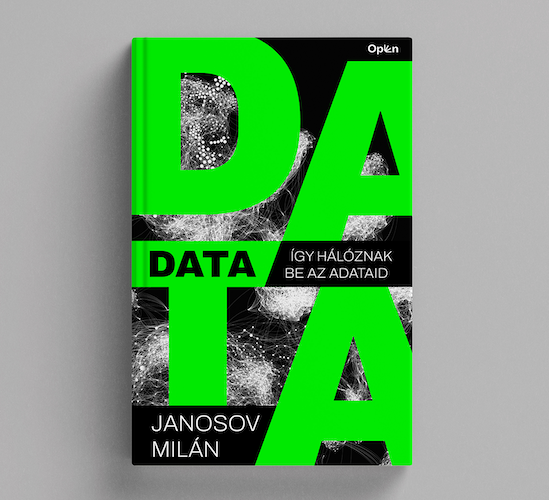 Open
DA
DATA
ÍGY HÁLÓZNAK
BE AZ ADATAID
TA
JANOSOV
MILÁN